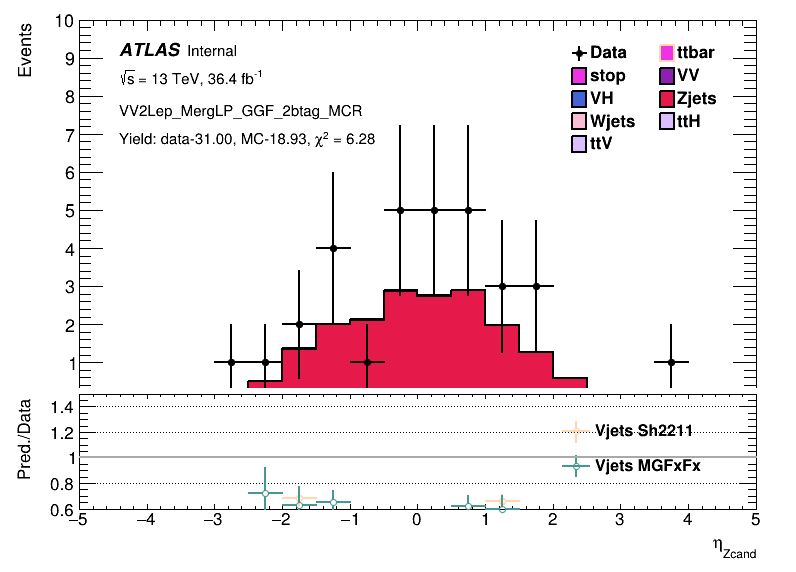 Events
10
9
8
7
6
5
4
3
2
1
ATLAS Internal
√s = 13 TeV, 36.4 fb⁻¹
VV2Lep_MergLP_GGF_2btag_MCR
Yield: data-31.00, MC-18.93, χ² = 6.28
Data
ttbar
stop
VV
VH
Zjets
Wjets
ttH
ttV
Pred./Data
1.4
1.2
1
0.8
0.6
Vjets Sh2211
Vjets MGFxFx
−5 −4 −3 −2 −1 0 1 2 3 4 5
η_Zcand